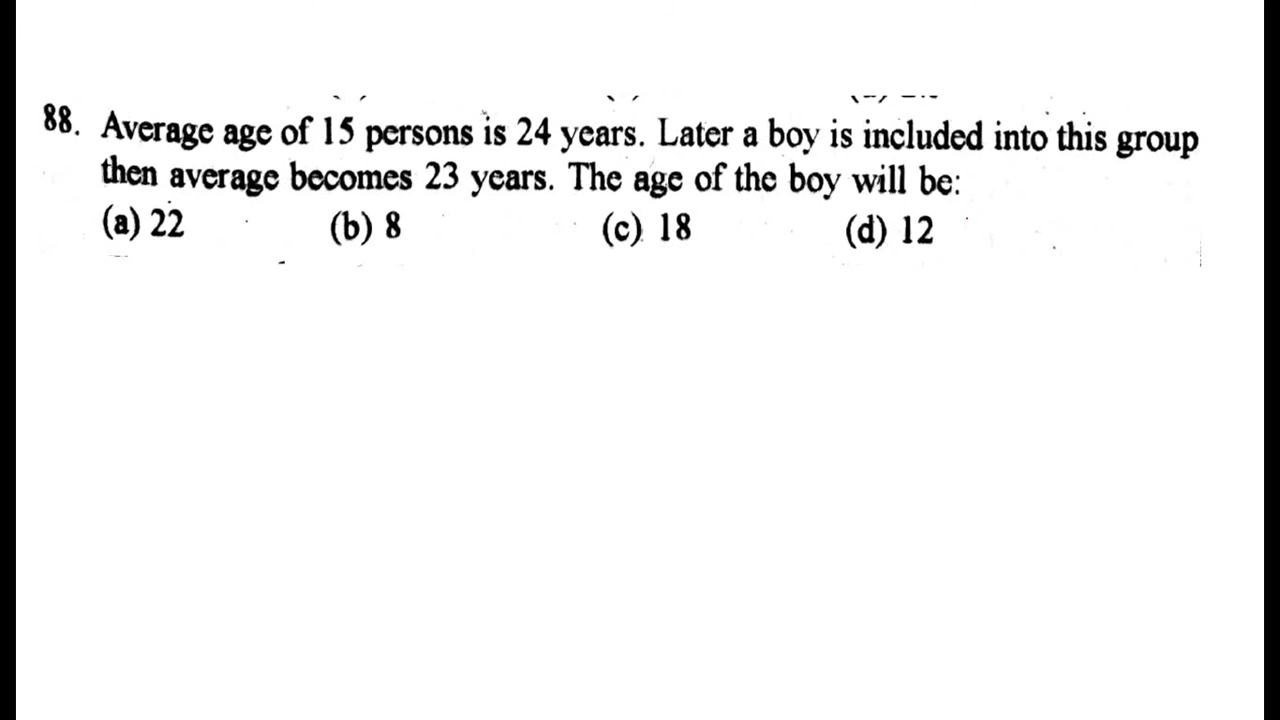 88. Average age of 15 persons is 24 years. Later a boy is included into this group
then average becomes 23 years. The age of the boy will be:
(a) 22 (b) 8 (c) 18 (d) 12